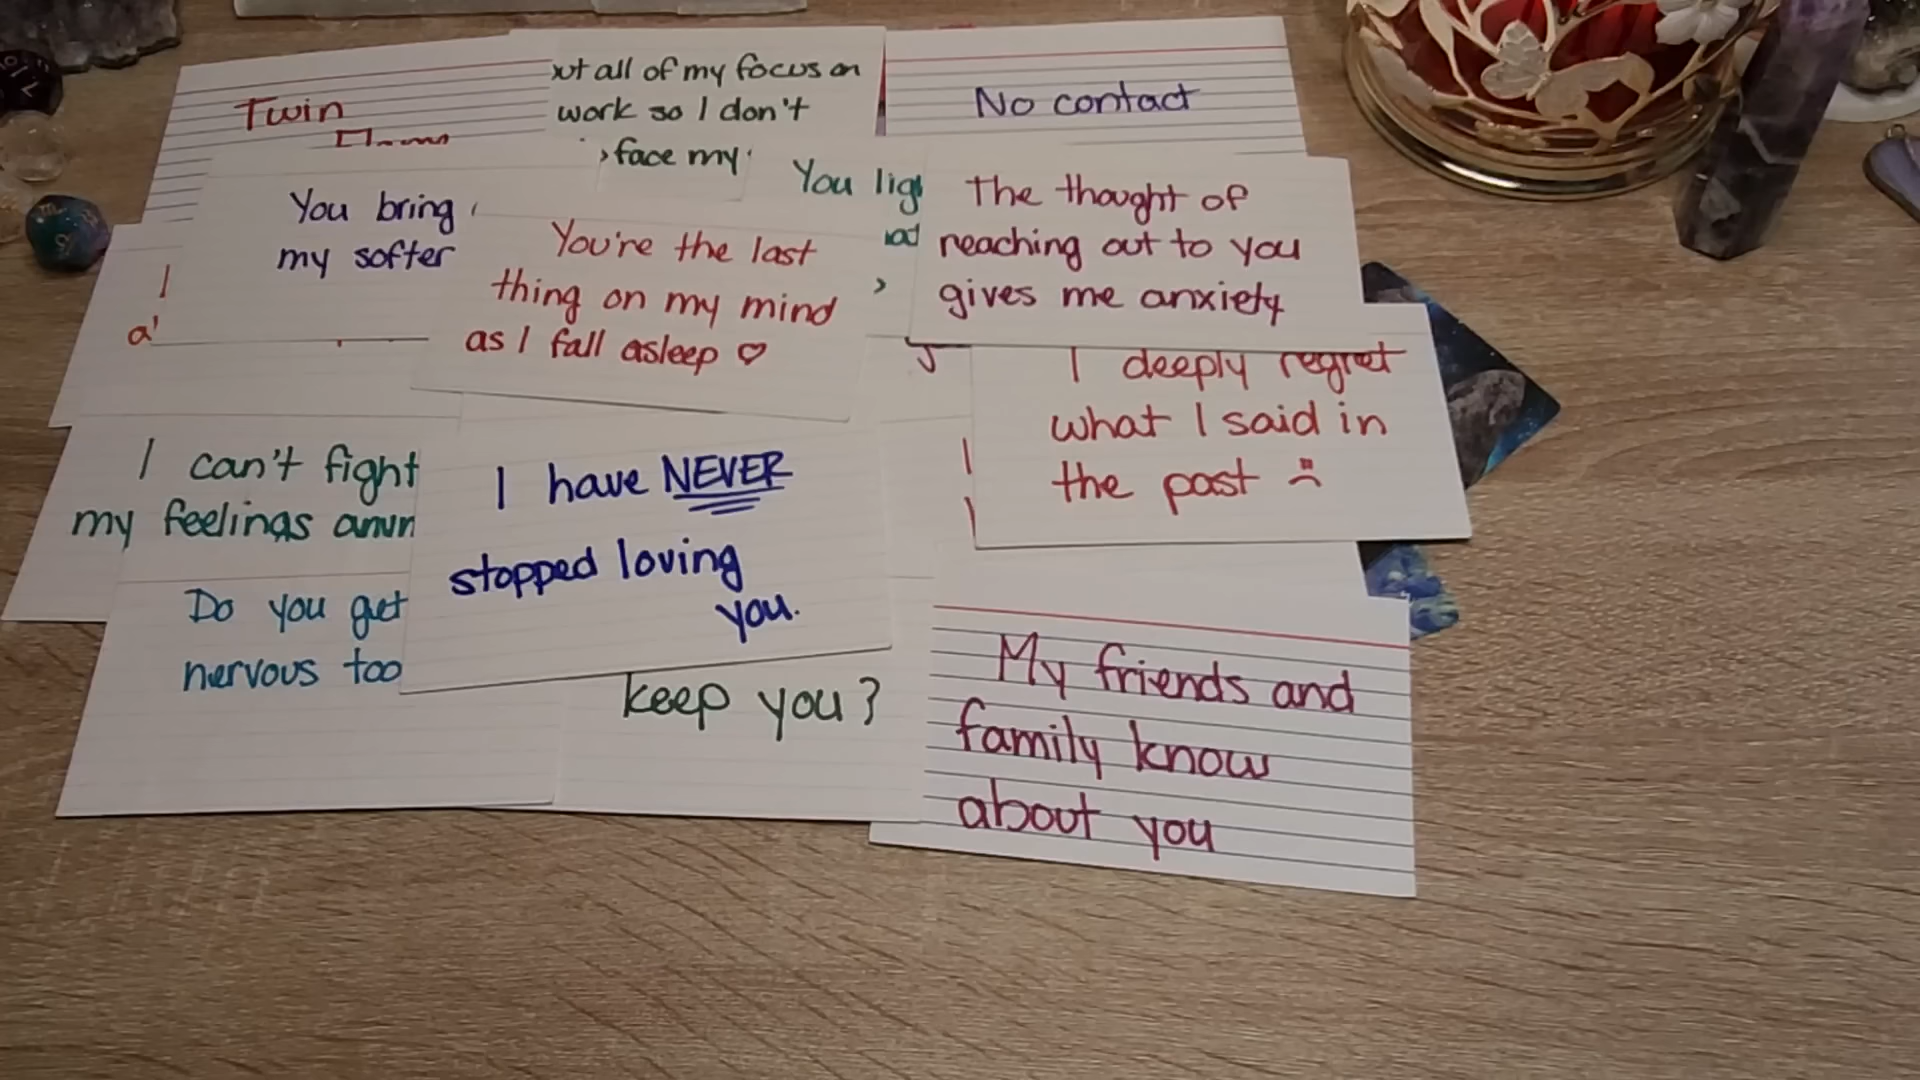 Twin
all of my focus on
work so I don't
face my
No contact
You bring
my softer
You
The thought of
reaching out to you
gives me anxiety
You're the last
thing on my mind
as I fall asleep ♡
I
I deeply regret
what I said in
the past
I can't fight
my feelings
I have NEVER
stopped loving
you.
Do you get
nervous too
keep you?
My friends and
family know
about you